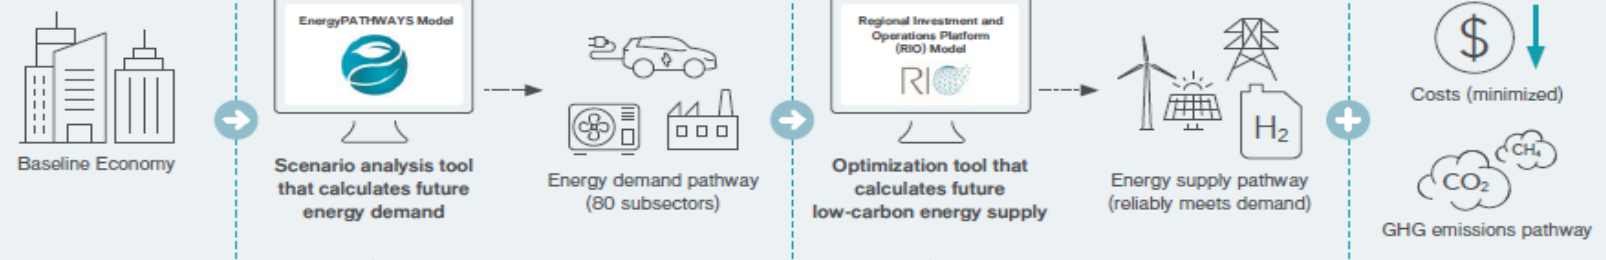 Baseline Economy
EnergyPATHWAYS Model
Scenario analysis tool
that calculates future
energy demand
Energy demand pathway
(80 subsectors)
Regional Investment and
Operations Platform
(RIO) Model
RIO
Optimization tool that
calculates future
low-carbon energy supply
H₂
Energy supply pathway
(reliably meets demand)
$
Costs (minimized)
CH₄
CO₂
GHG emissions pathway